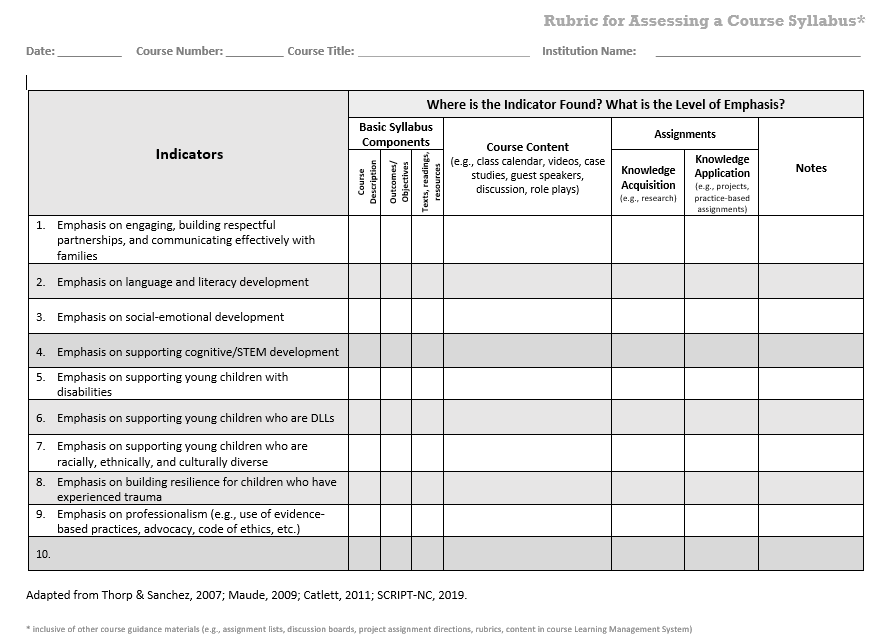 Rubric for Assessing a Course Syllabus*
Date: __________ Course Number: _________ Course Title: ___________________________ Institution Name: ________________________________
Indicators
Where is the Indicator Found? What is the Level of Emphasis?
Basic Syllabus
Components
Course
Description
Outcomes/
Objectives
Texts, readings,
resources
Course Content
(e.g., class calendar, videos, case
studies, guest speakers,
discussion, role plays)
Assignments
Knowledge
Acquisition
(e.g., research)
Knowledge
Application
(e.g., projects,
practice-based
assignments)
Notes
1. Emphasis on engaging, building respectful
partnerships, and communicating effectively with
families
2. Emphasis on language and literacy development
3. Emphasis on social-emotional development
4. Emphasis on supporting cognitive/STEM development
5. Emphasis on supporting young children with
disabilities
6. Emphasis on supporting young children who are DLLs
7. Emphasis on supporting young children who are
racially, ethnically, and culturally diverse
8. Emphasis on building resilience for children who have
experienced trauma
9. Emphasis on professionalism (e.g., use of evidence-
based practices, advocacy, code of ethics, etc.)
10.
Adapted from Thorp & Sanchez, 2007; Maude, 2009; Catlett, 2011; SCRIPT-NC, 2019.
* inclusive of other course guidance materials (e.g., assignment lists, discussion boards, project assignment directions, rubrics, content in course Learning Management System)